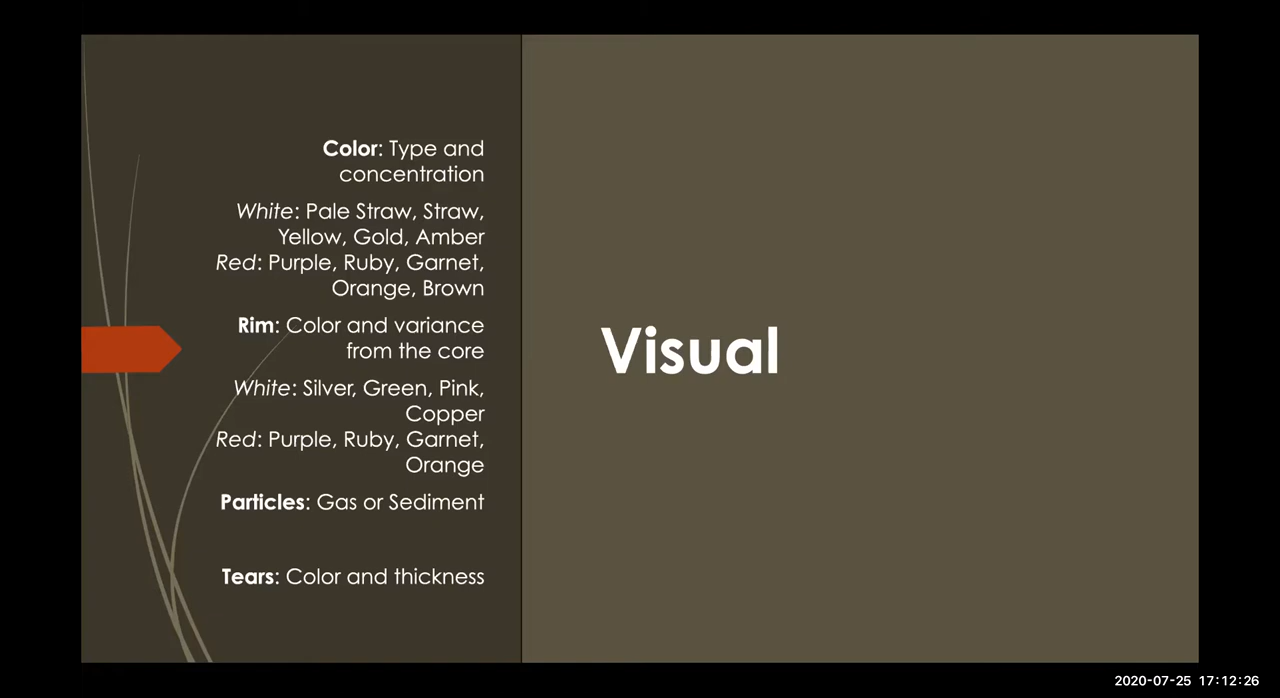 Color: Type and
concentration
White: Pale Straw, Straw,
Yellow, Gold, Amber
Red: Purple, Ruby, Garnet,
Orange, Brown
Rim: Color and variance
from the core
White: Silver, Green, Pink,
Copper
Red: Purple, Ruby, Garnet,
Orange
Particles: Gas or Sediment
Tears: Color and thickness
Visual
2020-07-25 17:12:26